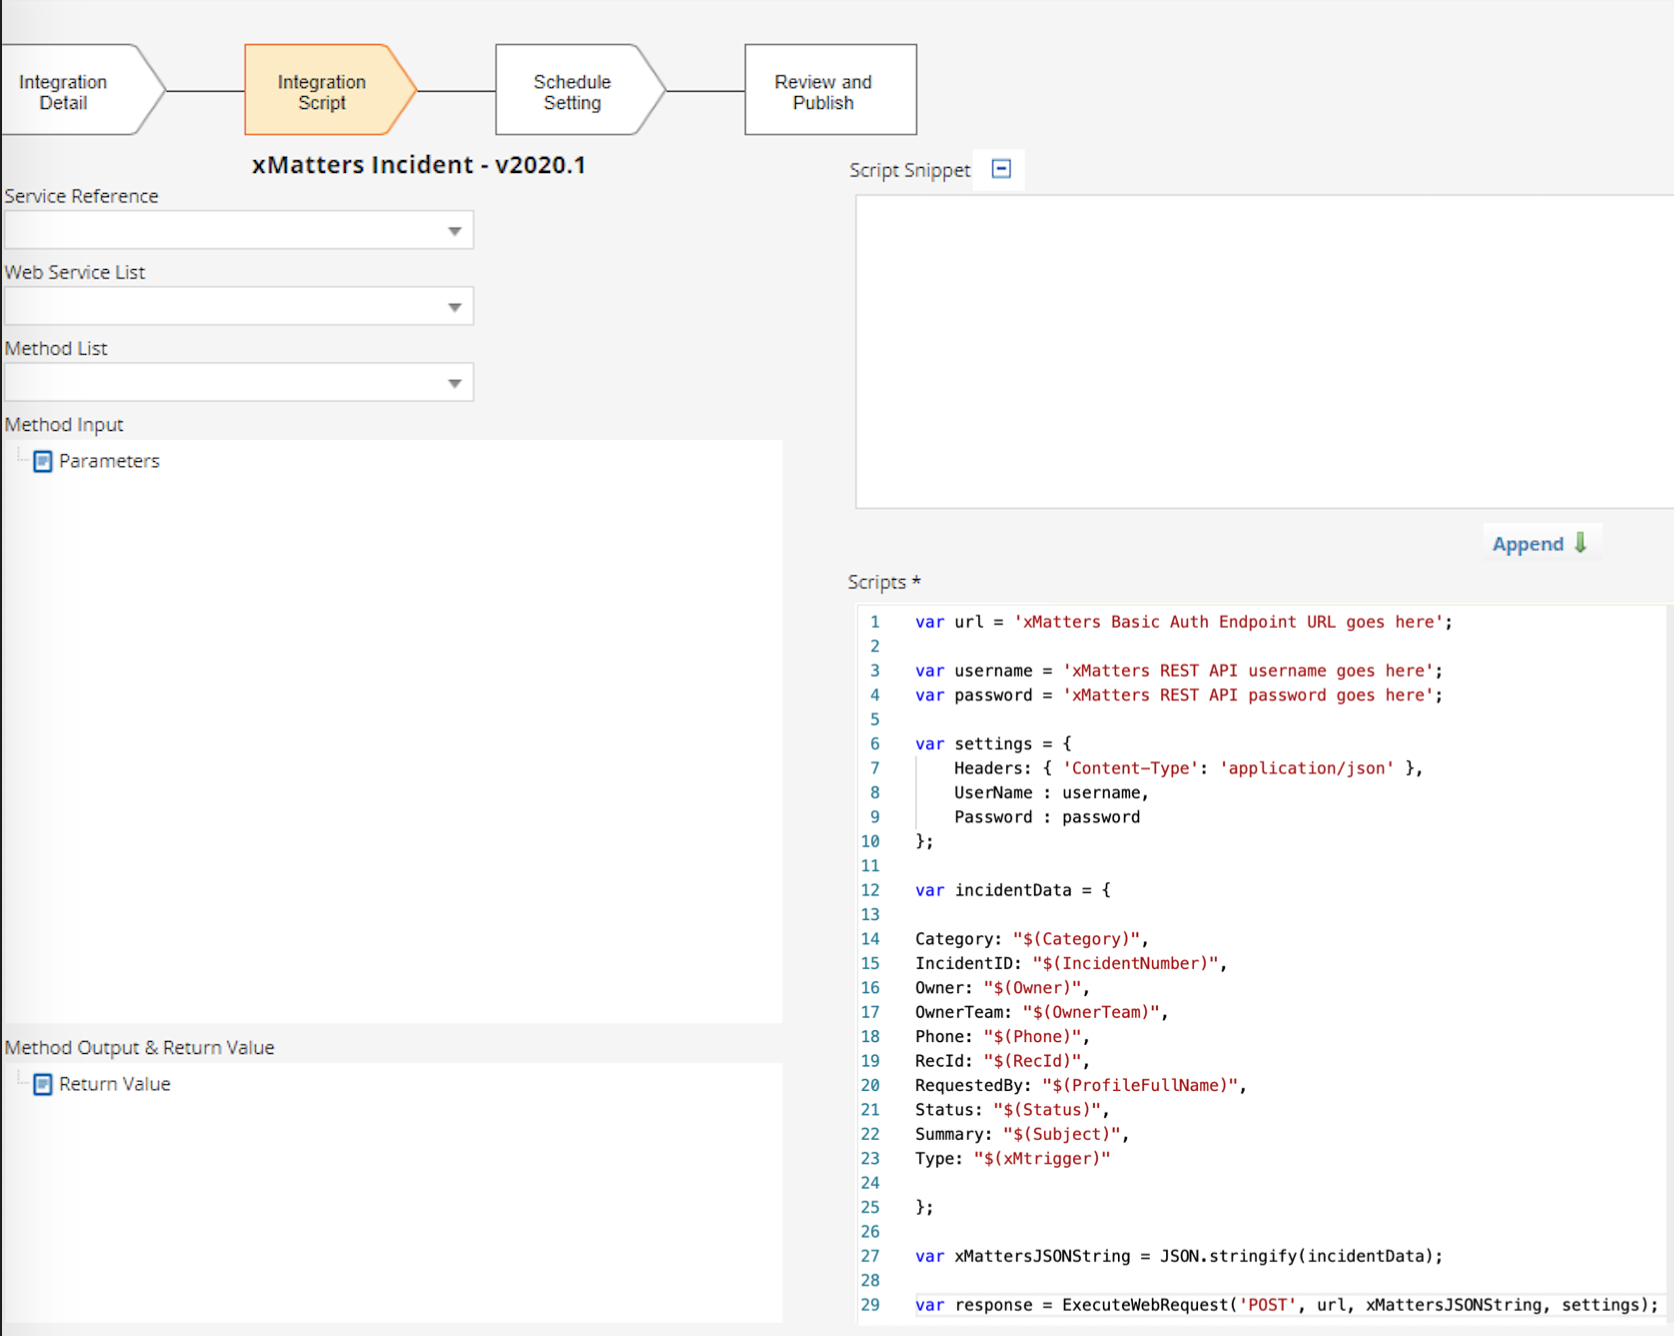 Integration
Detail
Integration
Script
Schedule
Setting
Review and
Publish
xMatters Incident - v2020.1
Service Reference
Web Service List
Method List
Method Input
Parameters
Method Output & Return Value
Return Value
Script Snippet
Append
Scripts *
1 var url = 'xMatters Basic Auth Endpoint URL goes here';
2
3 var username = 'xMatters REST API username goes here';
4 var password = 'xMatters REST API password goes here';
5
6 var settings = {
7 Headers: { 'Content-Type': 'application/json' },
8 UserName : username,
9 Password : password
10 };
11
12 var incidentData = {
13
14 Category: "$(Category)",
15 IncidentID: "$(IncidentNumber)",
16 Owner: "$(Owner)",
17 OwnerTeam: "$(OwnerTeam)",
18 Phone: "$(Phone)",
19 RecId: "$(RecId)",
20 RequestedBy: "$(ProfileFullName)",
21 Status: "$(Status)",
22 Summary: "$(Subject)",
23 Type: "$(xMtrigger)"
24
25 };
26
27 var xMattersJSONString = JSON.stringify(incidentData);
28
29 var response = ExecuteWebRequest('POST', url, xMattersJSONString, settings);